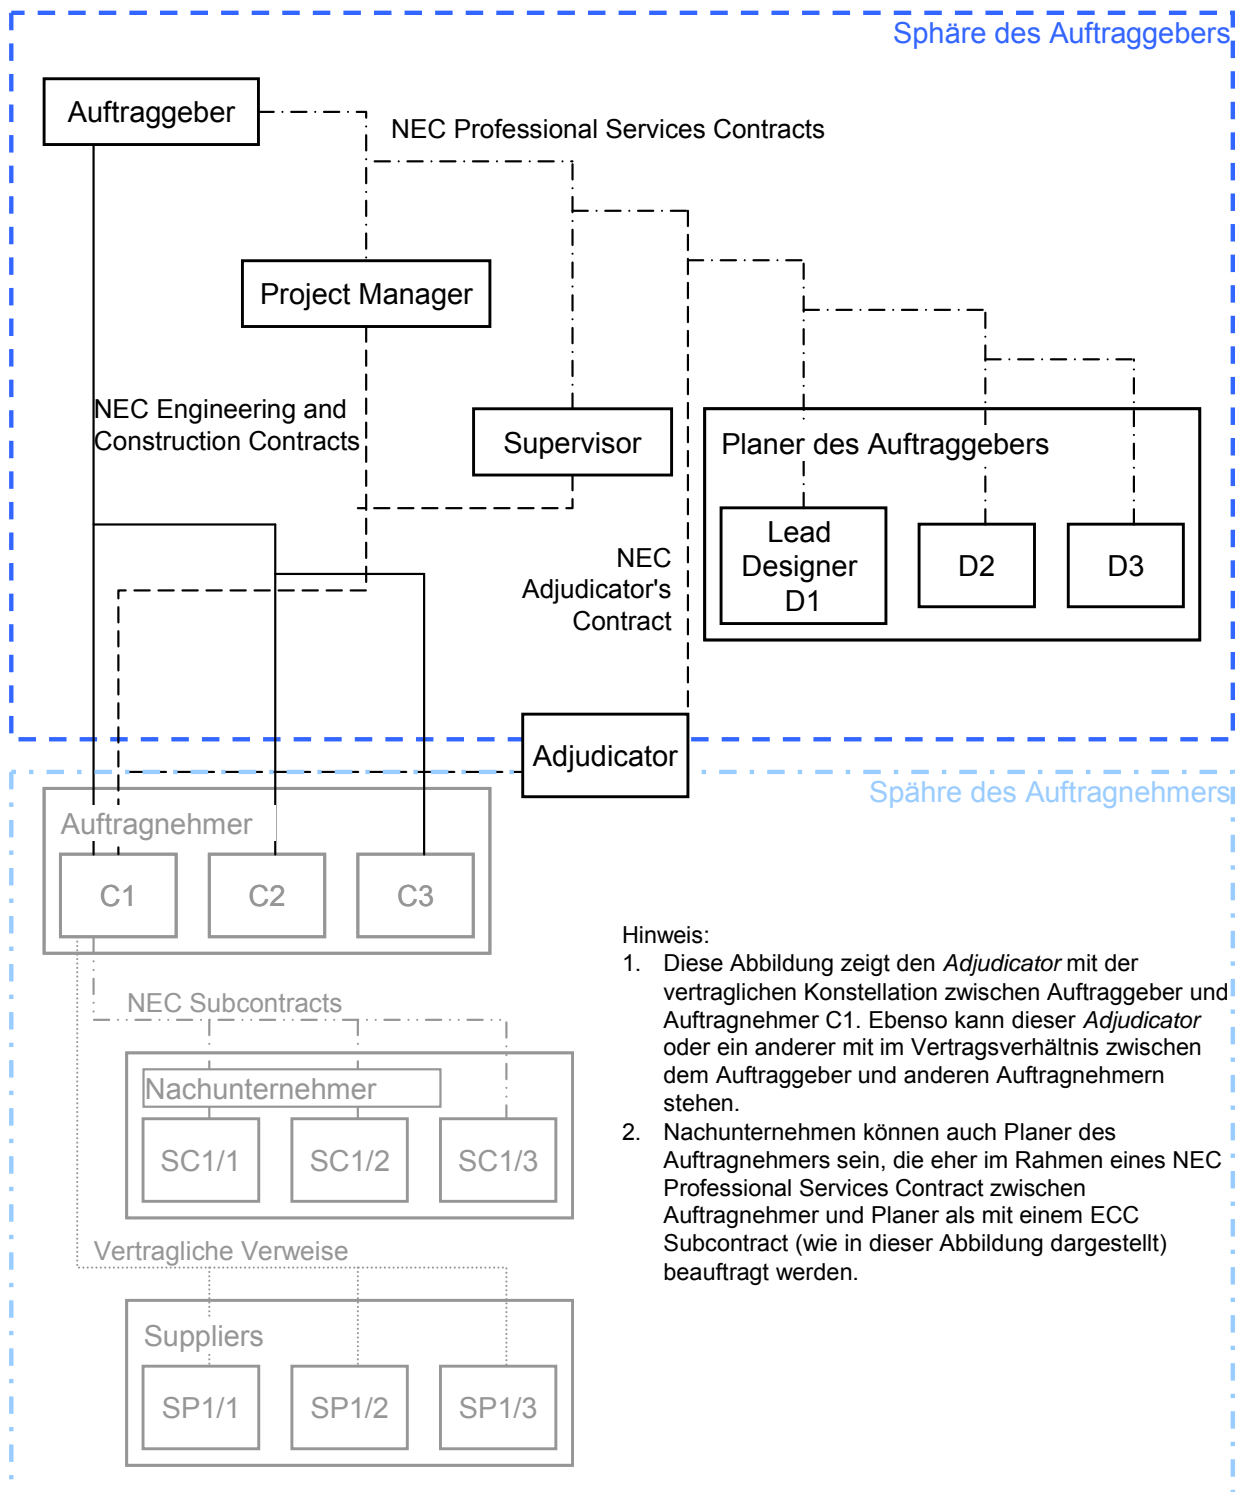 Sphäre des Auftraggebers
Auftraggeber
NEC Professional Services Contracts
Project Manager
NEC Engineering and
Construction Contracts
Supervisor
Planer des Auftraggebers
Lead
Designer
D1
D2
D3
NEC
Adjudicator's
Contract
Adjudicator
Spähre des Auftragnehmers
Auftragnehmer
C1
C2
C3
NEC Subcontracts
Nachunternehmer
SC1/1
SC1/2
SC1/3
Vertragliche Verweise
Suppliers
SP1/1
SP1/2
SP1/3
Hinweis:
1. Diese Abbildung zeigt den Adjudicator mit der
vertraglichen Konstellation zwischen Auftraggeber und
Auftragnehmer C1. Ebenso kann dieser Adjudicator
oder ein anderer mit im Vertragsverhältnis zwischen
dem Auftraggeber und anderen Auftragnehmern
stehen.
2. Nachunternehmen können auch Planer des
Auftragnehmers sein, die eher im Rahmen eines NEC
Professional Services Contract zwischen
Auftragnehmer und Planer als mit einem ECC
Subcontract (wie in dieser Abbildung dargestellt)
beauftragt werden.